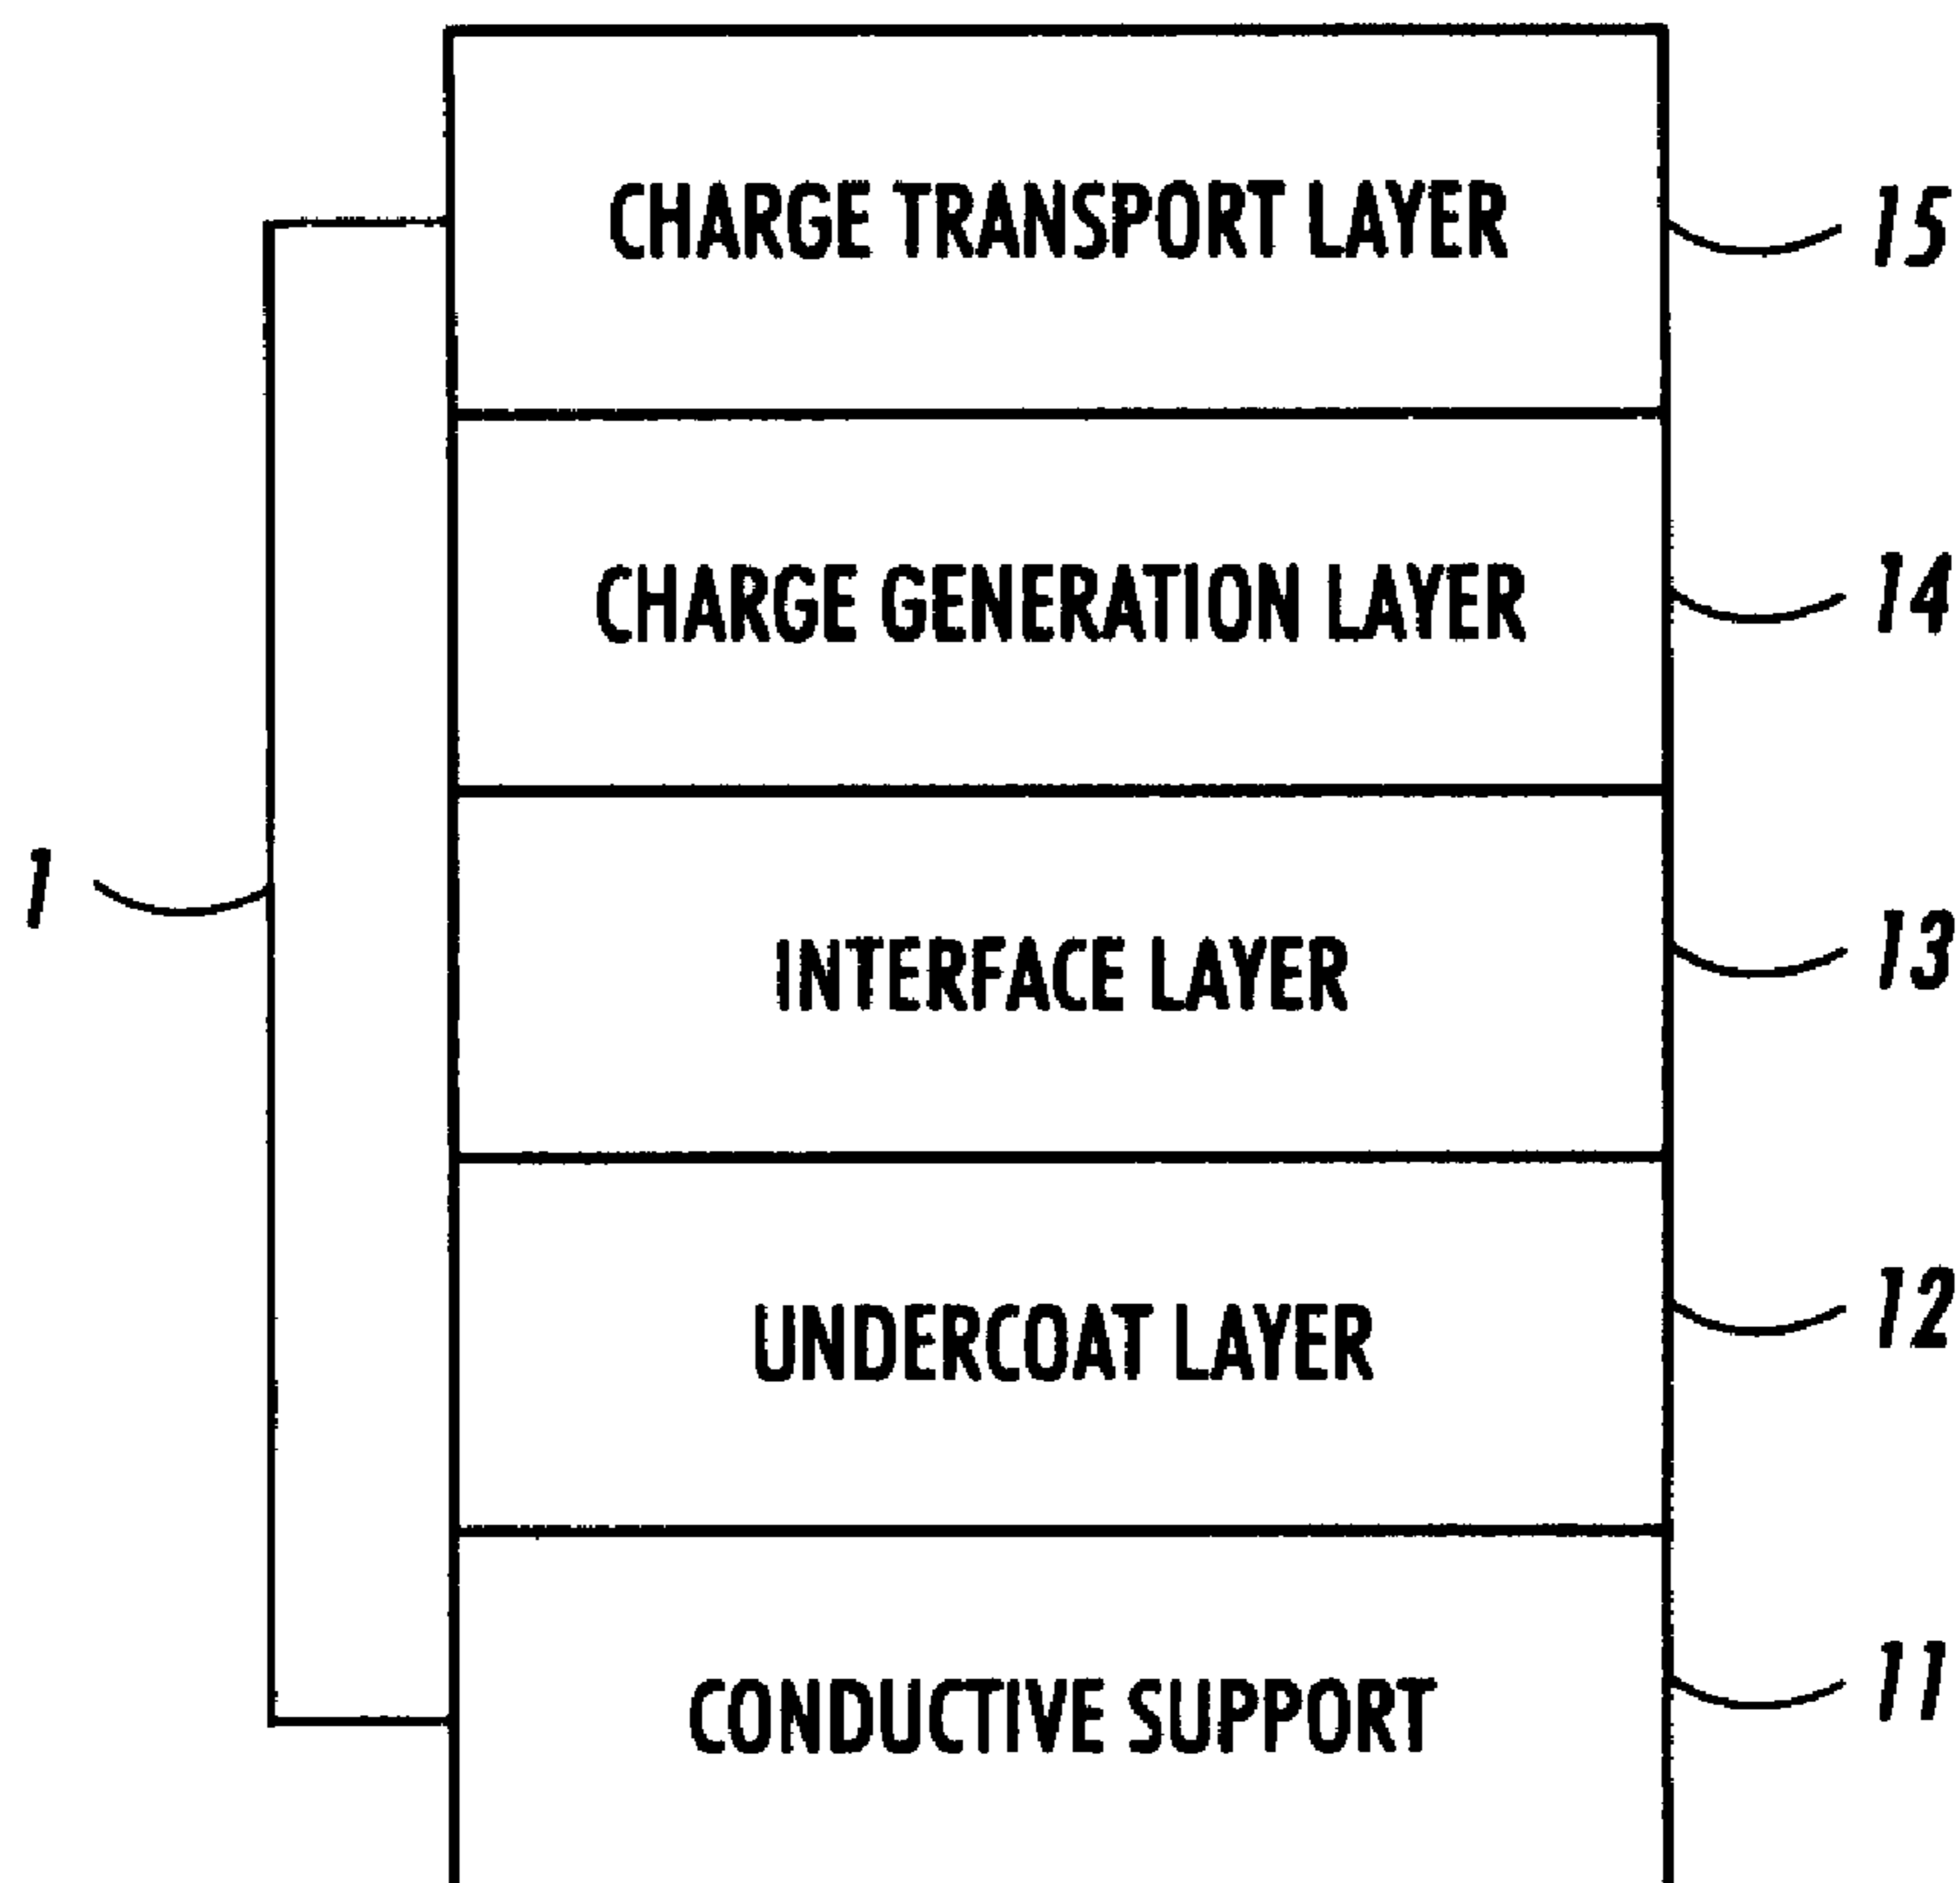 CHARGE TRANSPORT LAYER 15
CHARGE GENERATION LAYER 14
1
INTERFACE LAYER 13
UNDERCOAT LAYER 12
CONDUCTIVE SUPPORT 11